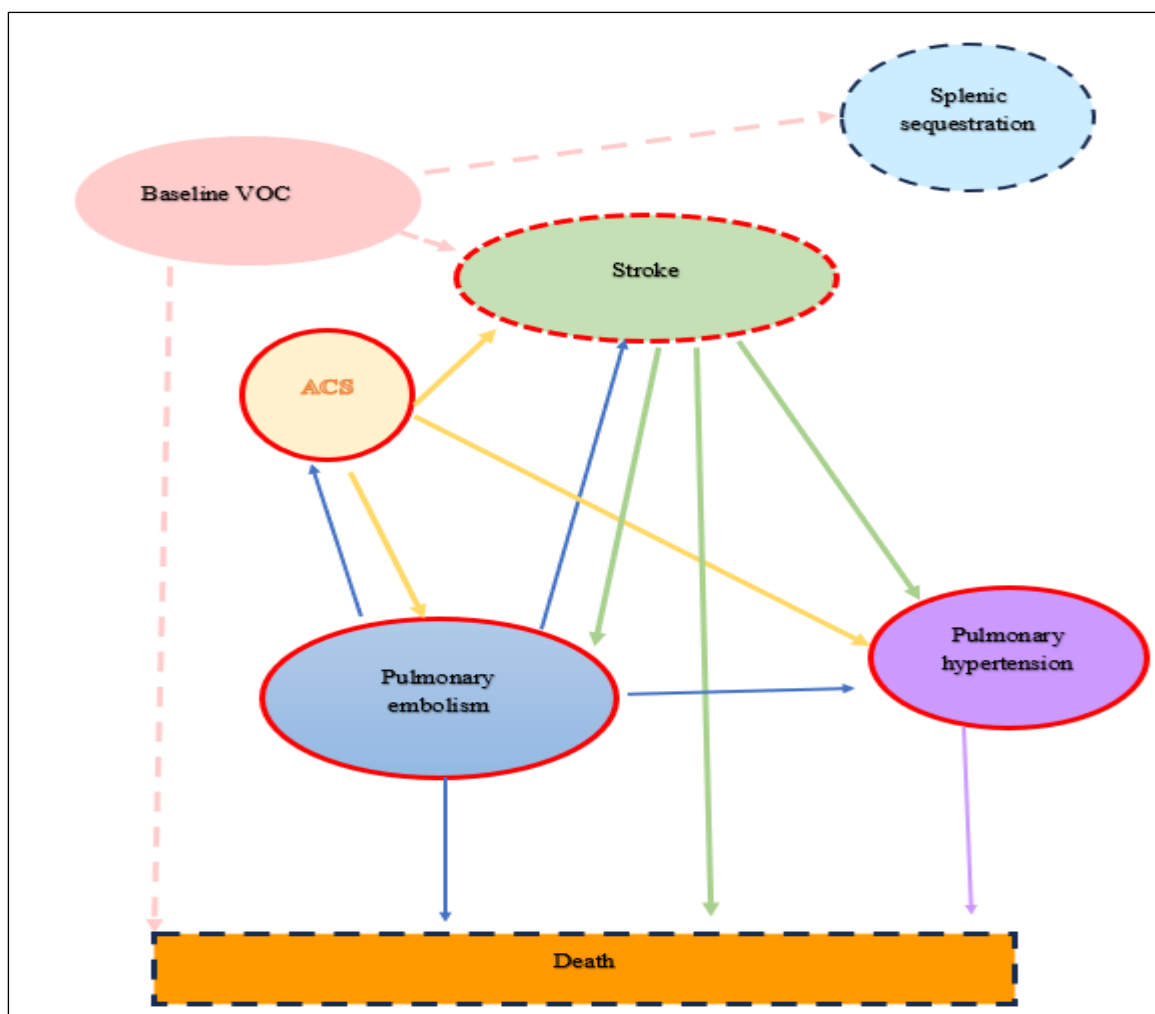 Splenic
sequestration
Baseline VOC
Stroke
ACS
Pulmonary
hypertension
Pulmonary
embolism
Death